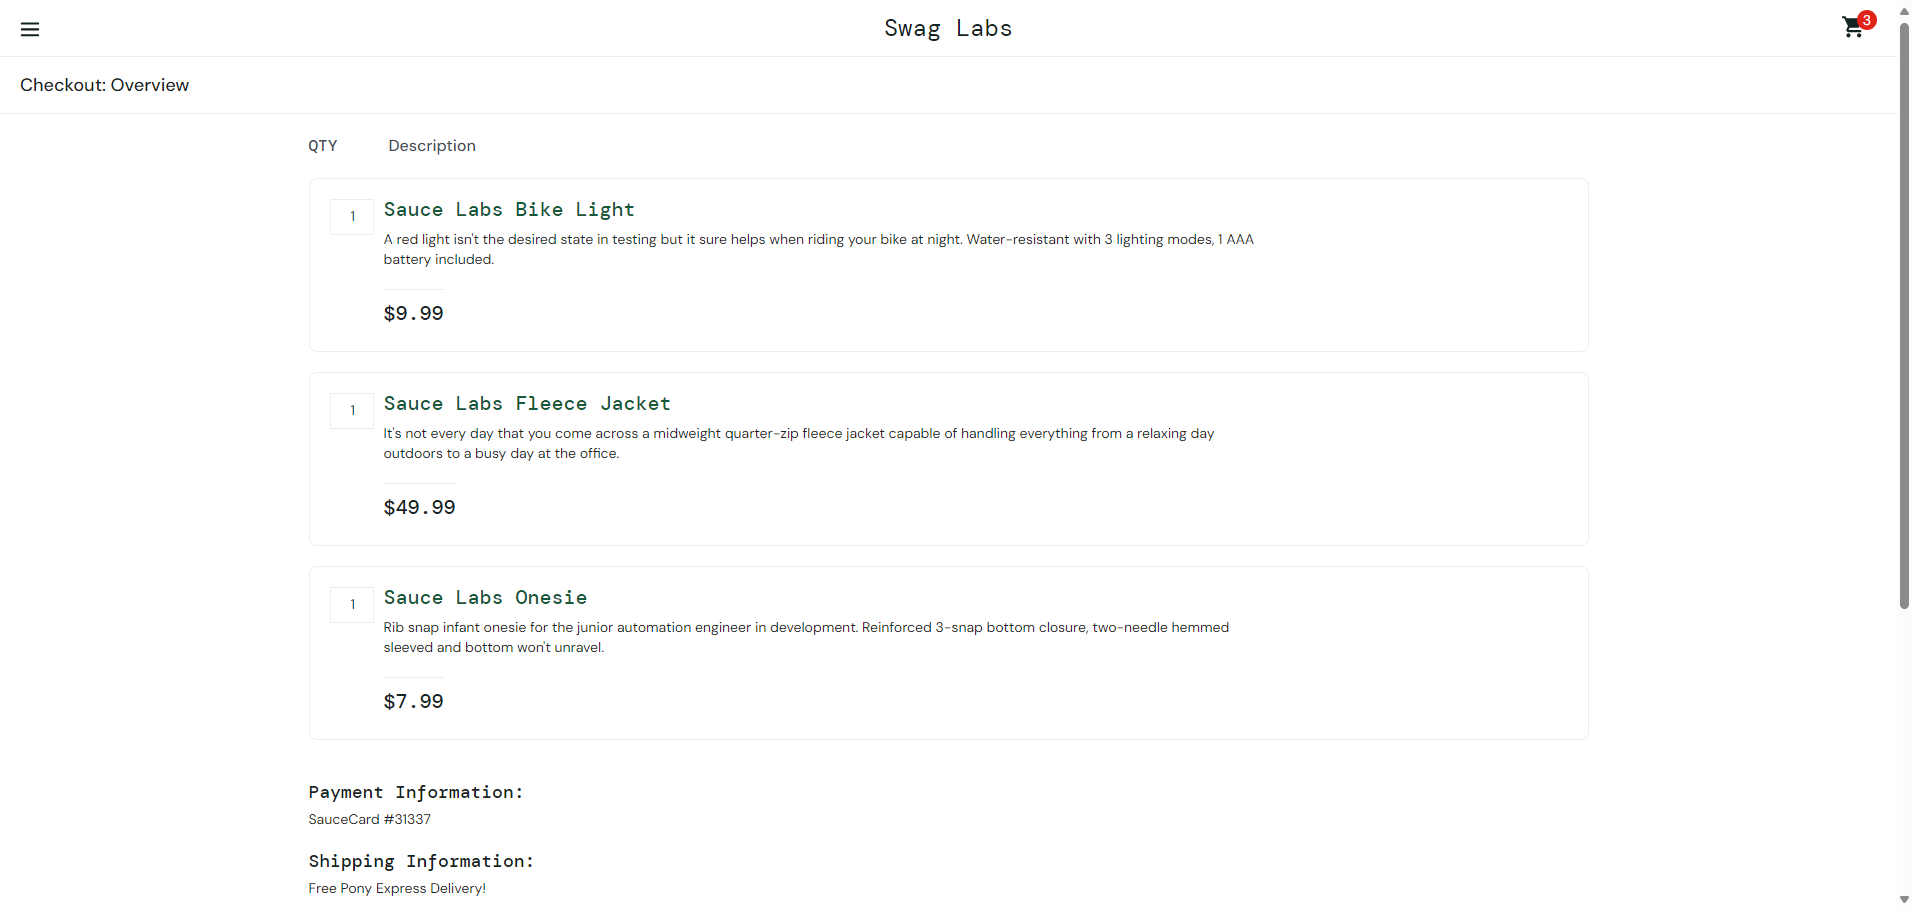 Swag Labs
3
Checkout: Overview
QTY Description
1
Sauce Labs Bike Light
A red light isn't the desired state in testing but it sure helps when riding your bike at night. Water-resistant with 3 lighting modes, 1 AAA
battery included.
$9.99
1
Sauce Labs Fleece Jacket
It's not every day that you come across a midweight quarter-zip fleece jacket capable of handling everything from a relaxing day
outdoors to a busy day at the office.
$49.99
1
Sauce Labs Onesie
Rib snap infant onesie for the junior automation engineer in development. Reinforced 3-snap bottom closure, two-needle hemmed
sleeved and bottom won't unravel.
$7.99
Payment Information:
SauceCard #31337
Shipping Information:
Free Pony Express Delivery!